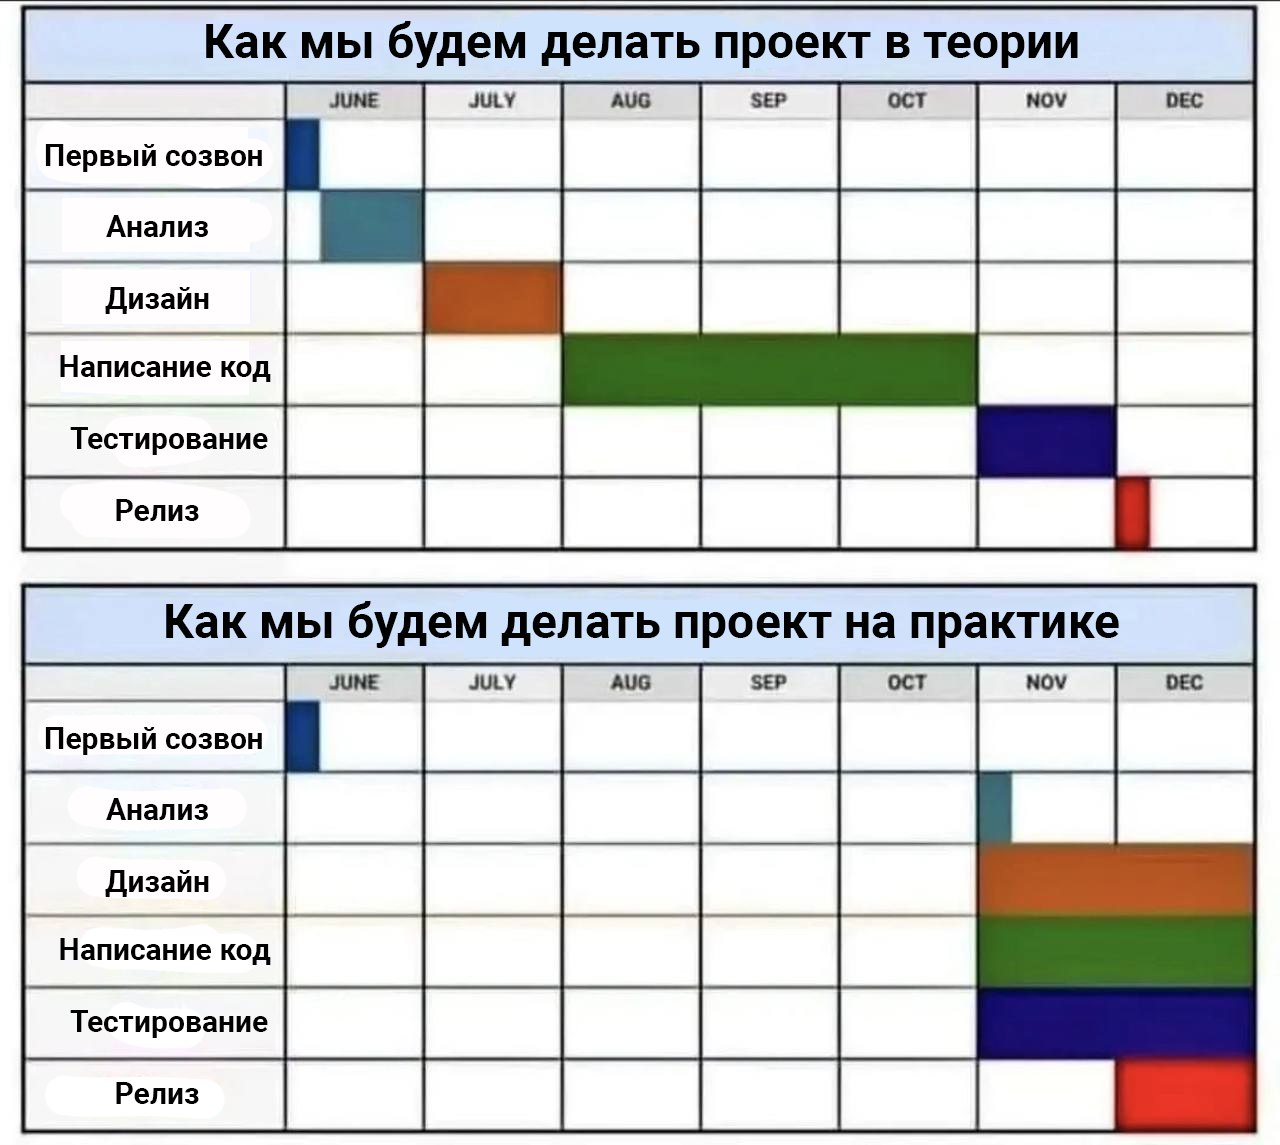 Как мы будем делать проект в теории
JUNE JULY AUG SEP OCT NOV DEC
Первый созвон
Анализ
Дизайн
Написание код
Тестирование
Релиз
Как мы будем делать проект на практике
JUNE JULY AUG SEP OCT NOV DEC
Первый созвон
Анализ
Дизайн
Написание код
Тестирование
Релиз